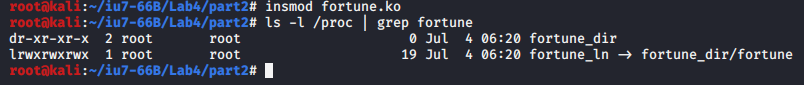 root@kali:~/iu7-66B/Lab4/part2# insmod fortune.ko
root@kali:~/iu7-66B/Lab4/part2# ls -l /proc | grep fortune
dr-xr-xr-x  2 root       root                     0 Jul  4 06:20 fortune_dir
lrwxrwxrwx  1 root       root                    19 Jul  4 06:20 fortune_ln -> fortune_dir/fortune
root@kali:~/iu7-66B/Lab4/part2#